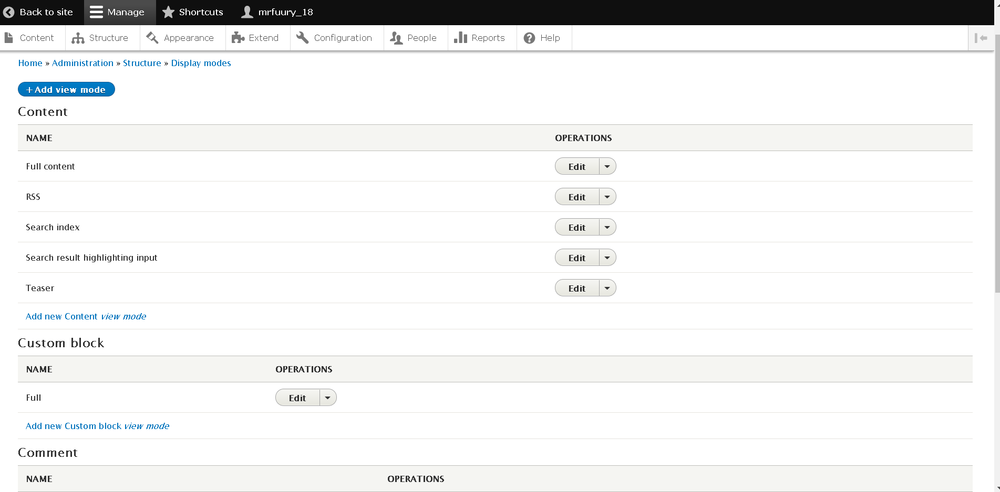 Back to site Manage Shortcuts mrfuury_18
Content Structure Appearance Extend Configuration People Reports Help
Home » Administration » Structure » Display modes
+ Add view mode
Content
NAME OPERATIONS
Full content Edit
RSS Edit
Search index Edit
Search result highlighting input Edit
Teaser Edit
Add new Content view mode
Custom block
NAME OPERATIONS
Full Edit
Add new Custom block view mode
Comment
NAME OPERATIONS